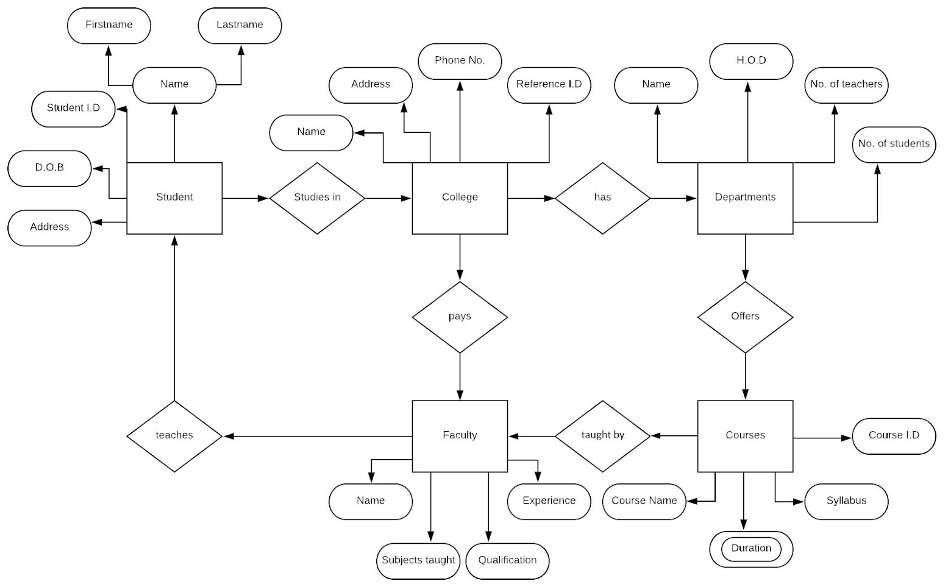 Firstname
Lastname
Name
Student I.D
D.O.B
Address
Student
Studies in
Name
Address
Phone No.
Reference I.D
College
has
Name
H.O.D
No. of teachers
No. of students
Departments
pays
Offers
teaches
Faculty
taught by
Courses
Course I.D
Name
Subjects taught
Qualification
Experience
Course Name
Duration
Syllabus